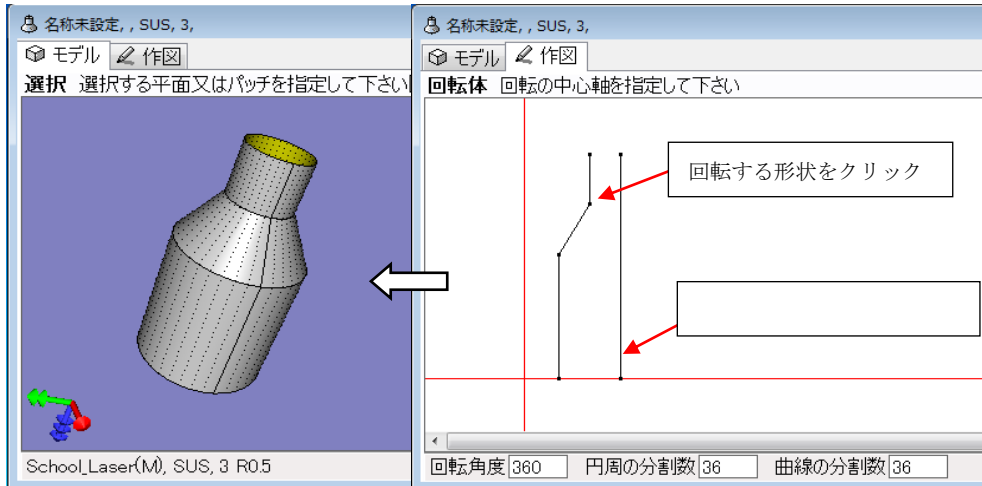 名称未設定, , SUS, 3,
モデル 作図
選択 選択する平面又はパッチを指定して下さい
School_Laser(M), SUS, 3 R0.5
名称未設定, , SUS, 3,
モデル 作図
回転体 回転の中心軸を指定して下さい
回転する形状をクリック
回転角度 360 円周の分割数 36 曲線の分割数 36